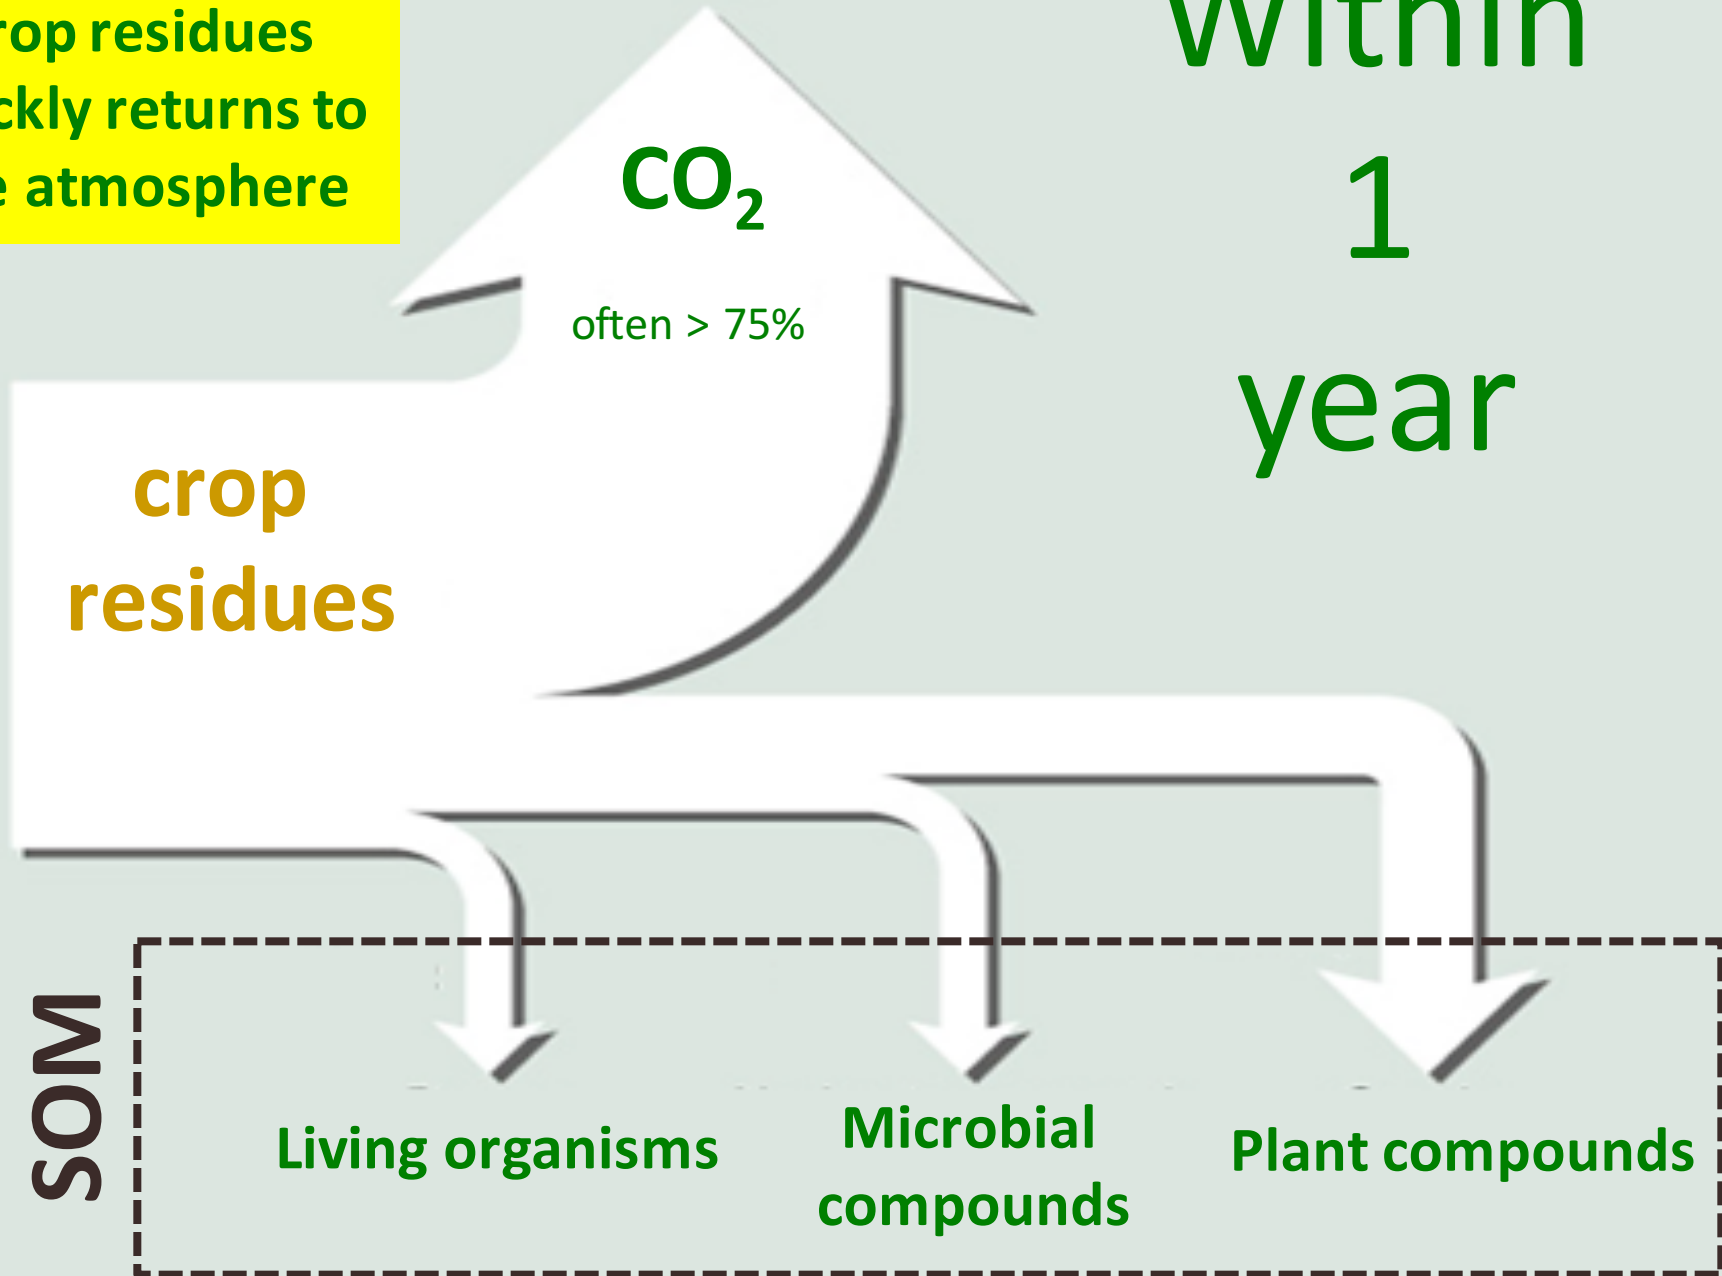 rop residues
ckly returns to
e atmosphere
Within
1
year
CO₂
often > 75%
crop
residues
SOM
Living organisms
Microbial
compounds
Plant compounds